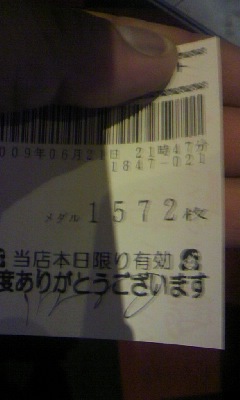 ト
009年06月21日 21時47分
1847-021
メダル 1572枚
当店本日限り有効
度ありがとうございます